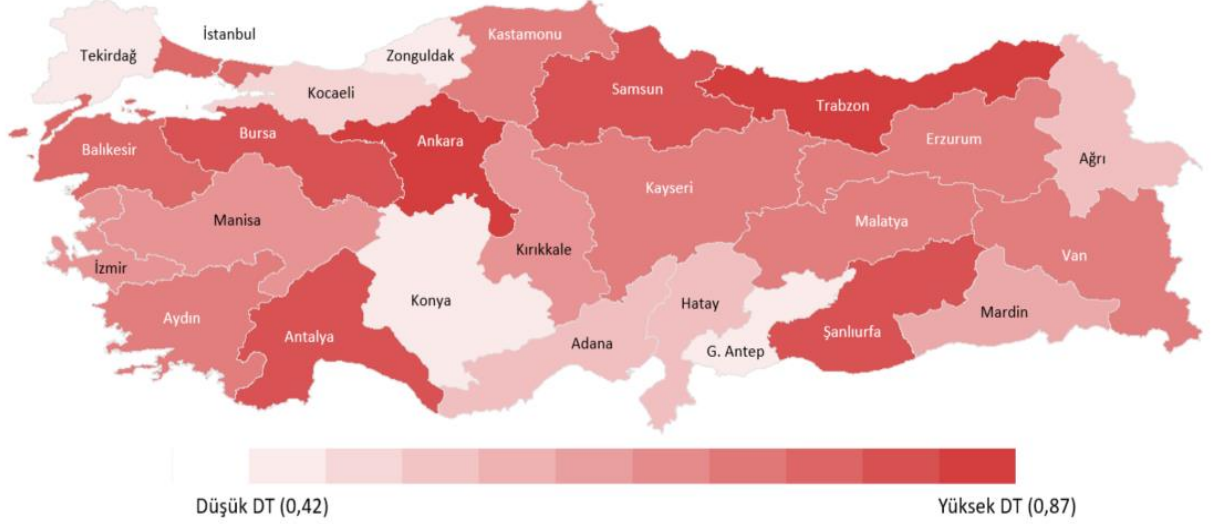 İstanbul
Kastamonu
Tekirdağ
Zonguldak
Kocaeli
Samsun
Trabzon
Bursa
Ankara
Erzurum
Balıkesir
Ağrı
Kayseri
Manisa
Malatya
Kırıkkale
Van
İzmir
Konya
Hatay
Mardin
Aydın
Antalya
Adana
G. Antep
Şanlıurfa
Düşük DT (0,42)
Yüksek DT (0,87)